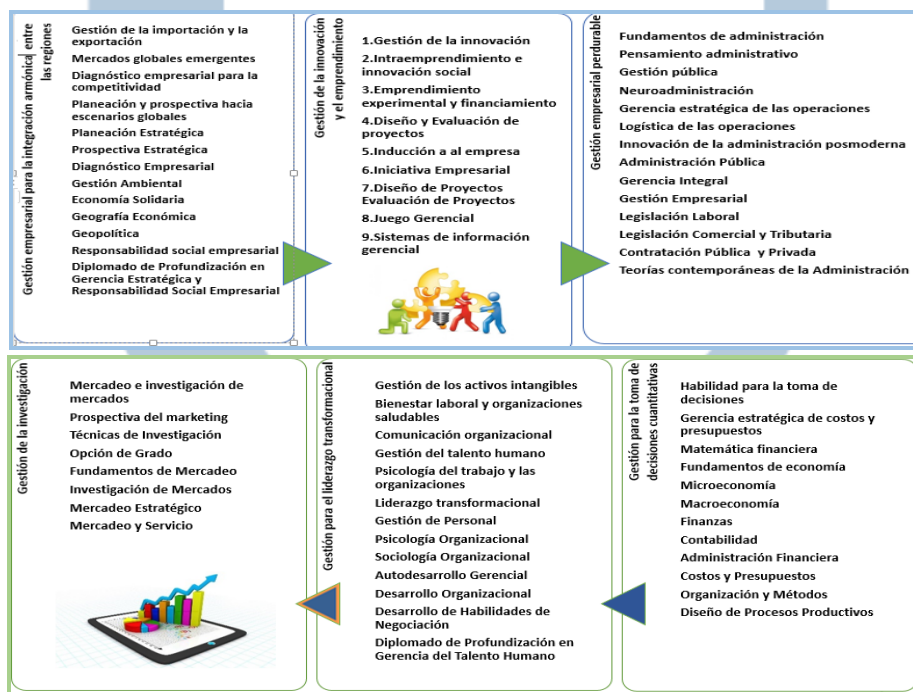 Gestión empresarial para la integración armónica entre
las regiones
Gestión de la importación y la
exportación
Mercados globales emergentes
Diagnóstico empresarial para la
competitividad
Planeación y prospectiva hacia
escenarios globales
Planeación Estratégica
Prospectiva Estratégica
Diagnóstico Empresarial
Gestión Ambiental
Economía Solidaria
Geografía Económica
Geopolítica
Responsabilidad social empresarial
Diplomado de Profundización en
Gerencia Estratégica y
Responsabilidad Social Empresarial
Gestión de la innovación
y el emprendimiento
1.Gestión de la innovación
2.Intraemprendimiento e
innovación social
3.Emprendimiento
experimental y financiamiento
4.Diseño y Evaluación de
proyectos
5.Inducción a al empresa
6.Iniciativa Empresarial
7.Diseño de Proyectos
Evaluación de Proyectos
8.Juego Gerencial
9.Sistemas de información
gerencial
Gestión empresarial perdurable
Fundamentos de administración
Pensamiento administrativo
Gestión pública
Neuroadministración
Gerencia estratégica de las operaciones
Logística de las operaciones
Innovación de la administración posmoderna
Administración Pública
Gerencia Integral
Gestión Empresarial
Legislación Laboral
Legislación Comercial y Tributaria
Contratación Pública y Privada
Teorías contemporáneas de la Administración
Gestión de la investigación
Mercadeo e investigación de
mercados
Prospectiva del marketing
Técnicas de Investigación
Opción de Grado
Fundamentos de Mercadeo
Investigación de Mercados
Mercadeo Estratégico
Mercadeo y Servicio
Gestión para el liderazgo transformacional
Gestión de los activos intangibles
Bienestar laboral y organizaciones
saludables
Comunicación organizacional
Gestión del talento humano
Psicología del trabajo y las
organizaciones
Liderazgo transformacional
Gestión de Personal
Psicología Organizacional
Sociología Organizacional
Autodesarrollo Gerencial
Desarrollo Organizacional
Desarrollo de Habilidades de
Negociación
Diplomado de Profundización en
Gerencia del Talento Humano
Gestión para la toma de
decisiones cuantitativas
Habilidad para la toma de
decisiones
Gerencia estratégica de costos y
presupuestos
Matemática financiera
Fundamentos de economía
Microeconomía
Macroeconomía
Finanzas
Contabilidad
Administración Financiera
Costos y Presupuestos
Organización y Métodos
Diseño de Procesos Productivos